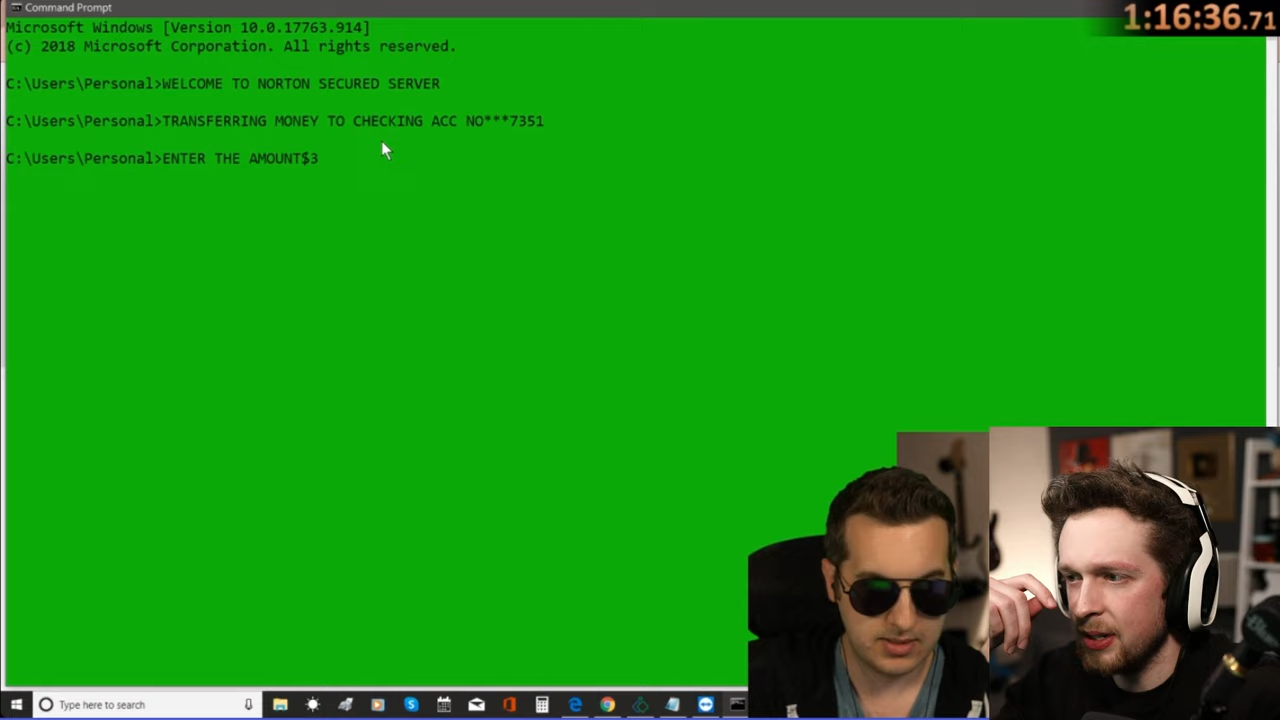 Command Prompt
1:16:36.71
Microsoft Windows [Version 10.0.17763.914]
(c) 2018 Microsoft Corporation. All rights reserved.
C:\Users\Personal>WELCOME TO NORTON SECURED SERVER
C:\Users\Personal>TRANSFERRING MONEY TO CHECKING ACC NO***7351
C:\Users\Personal>ENTER THE AMOUNT$3
Type here to search